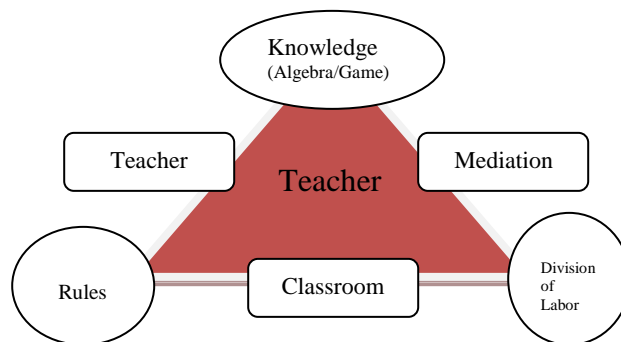 Knowledge
(Algebra/Game)
Teacher
Mediation
Teacher
Rules
Classroom
Division
of
Labor